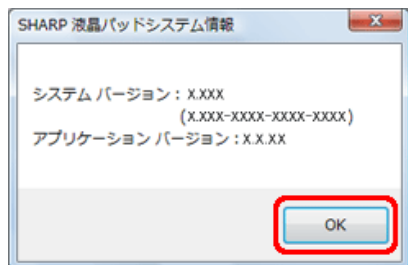 SHARP 液晶パッドシステム情報
システム バージョン : X.XXX
(X.XXX-XXXX-XXXX-XXXX)
アプリケーション バージョン : X.X.XX
OK